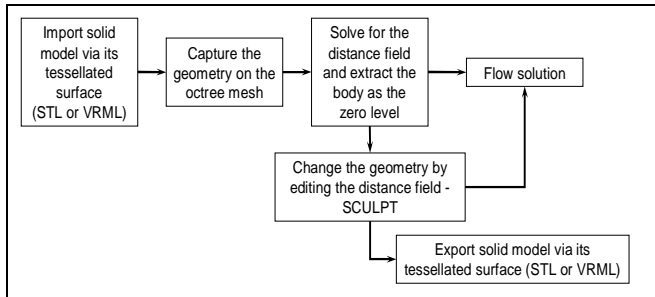 Import solid
model via its
tessellated
surface
(STL or VRML)
Capture the
geometry on the
octree mesh
Solve for the
distance field
and extract the
body as the
zero level
Flow solution
Change the geometry by
editing the distance field -
SCULPT
Export solid model via its
tessellated surface (STL or VRML)